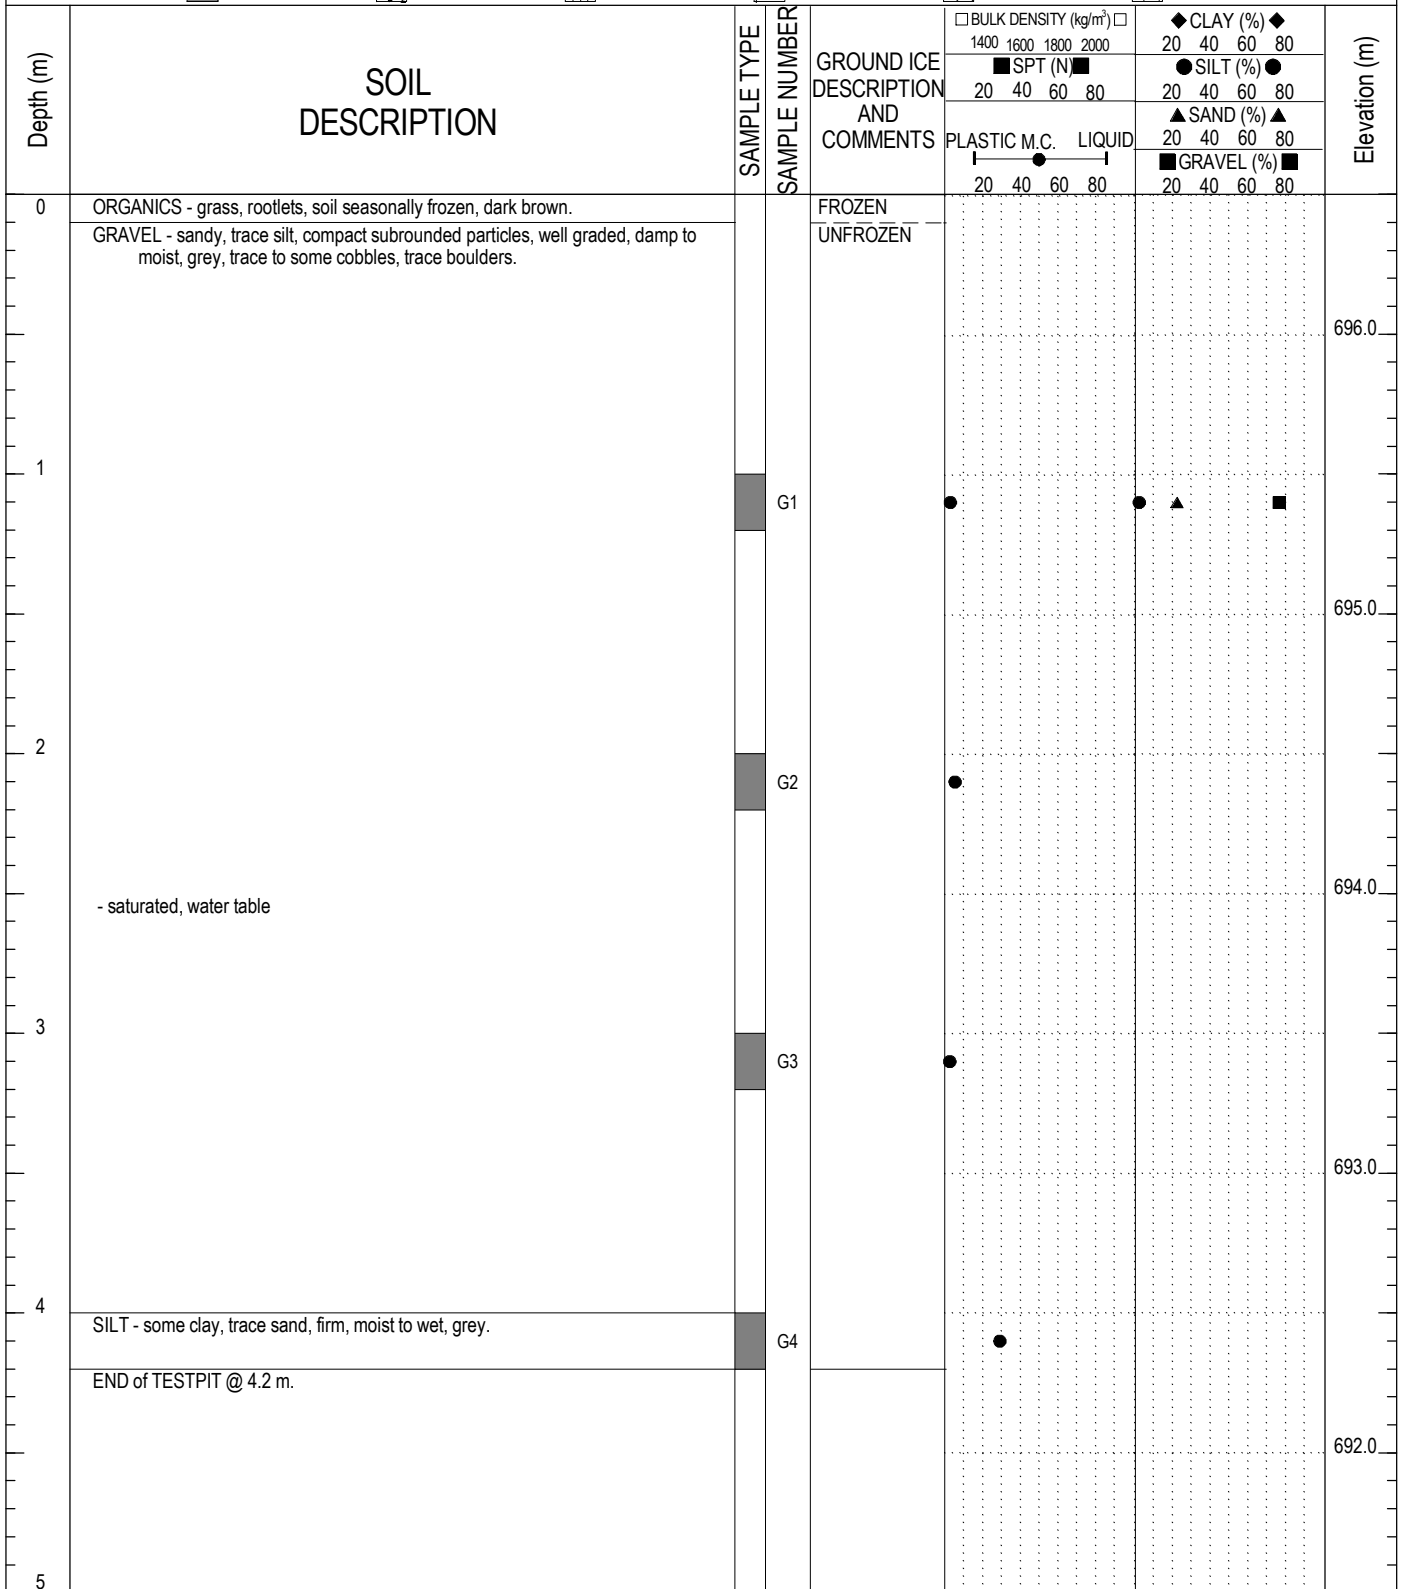 Depth (m)
SOIL
DESCRIPTION
SAMPLE TYPE
SAMPLE NUMBER
GROUND ICE
DESCRIPTION
AND
COMMENTS
□ BULK DENSITY (kg/m³) □
1400 1600 1800 2000
■ SPT (N) ■
20 40 60 80
PLASTIC M.C. LIQUID
20 40 60 80
◆ CLAY (%) ◆
20 40 60 80
● SILT (%) ●
20 40 60 80
▲ SAND (%) ▲
20 40 60 80
■ GRAVEL (%) ■
20 40 60 80
Elevation (m)
0
ORGANICS - grass, rootlets, soil seasonally frozen, dark brown.
FROZEN
GRAVEL - sandy, trace silt, compact subrounded particles, well graded, damp to
moist, grey, trace to some cobbles, trace boulders.
UNFROZEN
696.0
1
G1
695.0
2
G2
694.0
- saturated, water table
3
G3
693.0
4
SILT - some clay, trace sand, firm, moist to wet, grey.
G4
END of TESTPIT @ 4.2 m.
692.0
5